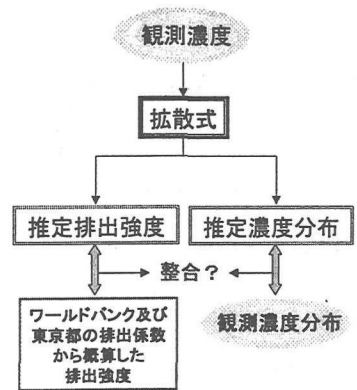 観測濃度
拡散式
推定排出強度
推定濃度分布
整合？
ワールドバンク及び
東京都の排出係数
から概算した
排出強度
観測濃度分布